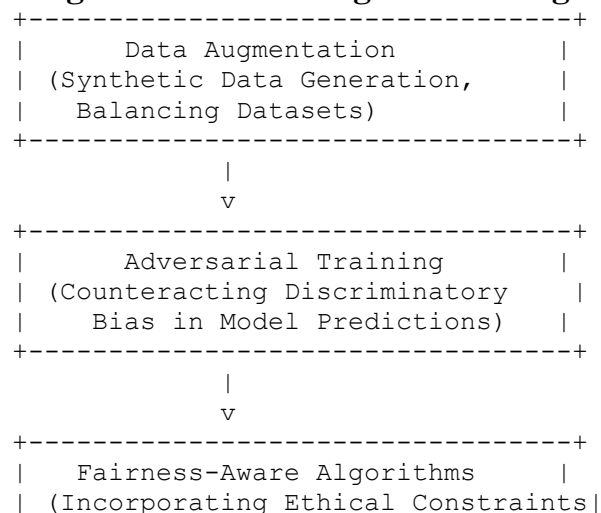 +----------------------------------+
|      Data Augmentation          |
| (Synthetic Data Generation,     |
|   Balancing Datasets)           |
+----------------------------------+
            |
            v
+----------------------------------+
|      Adversarial Training       |
| (Counteracting Discriminatory    |
|    Bias in Model Predictions)   |
+----------------------------------+
            |
            v
+----------------------------------+
|   Fairness-Aware Algorithms     |
| (Incorporating Ethical Constraints|